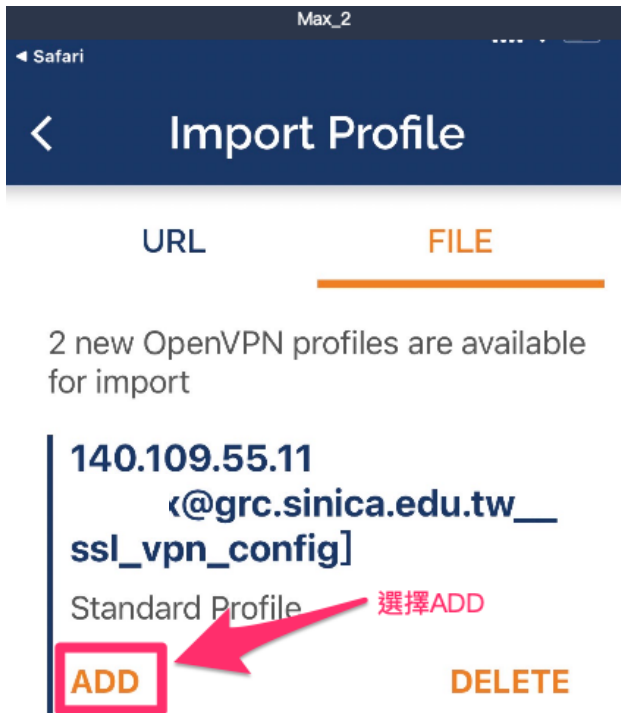 Max_2
◀ Safari
Import Profile
URL
FILE
2 new OpenVPN profiles are available
for import
140.109.55.11
@grc.sinica.edu.tw__
ssl_vpn_config]
Standard Profile
選擇ADD
ADD
DELETE